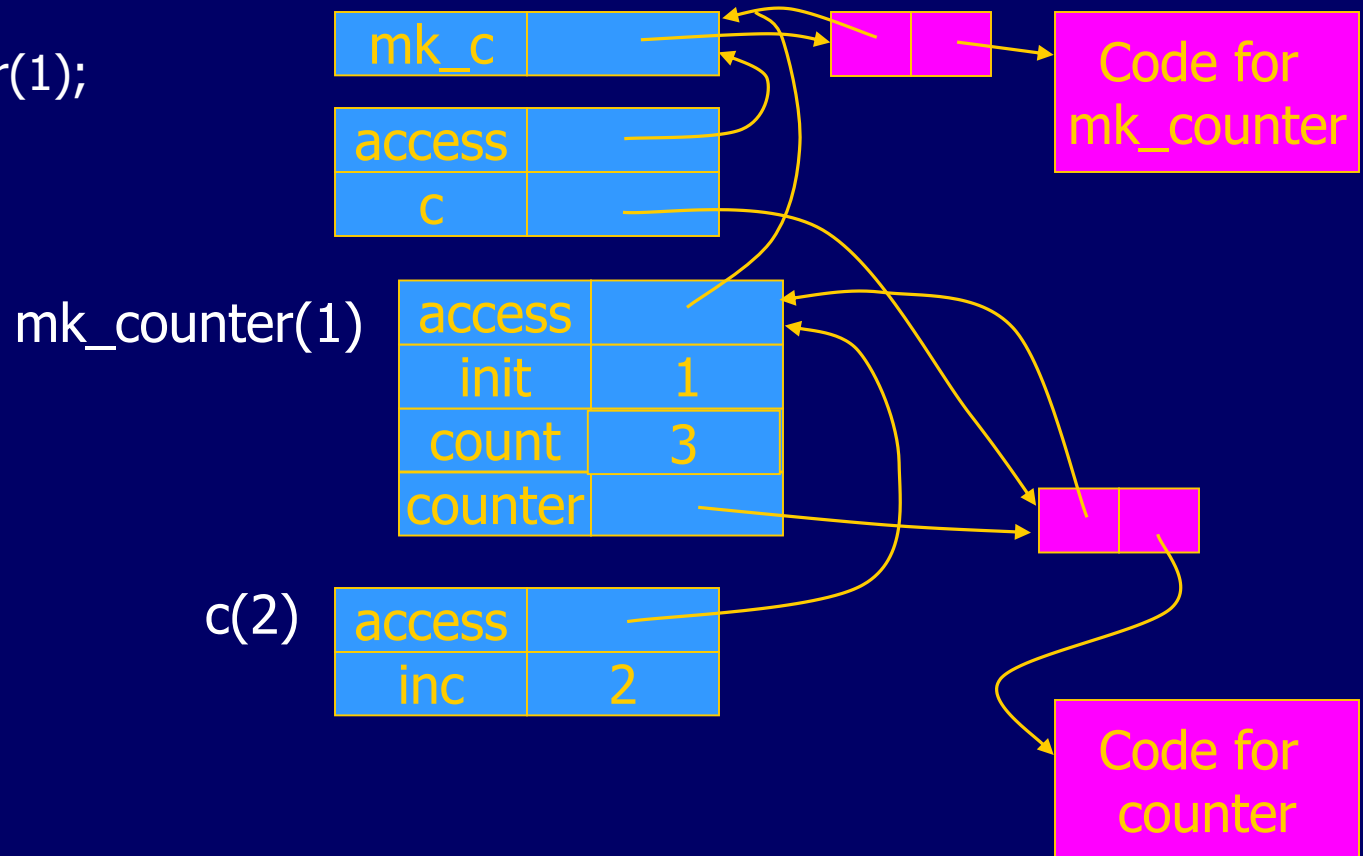 mk_c
r(1);
Code for
mk_counter
access
c
mk_counter(1)
access
init 1
count 3
counter
c(2)
access
inc 2
Code for
counter